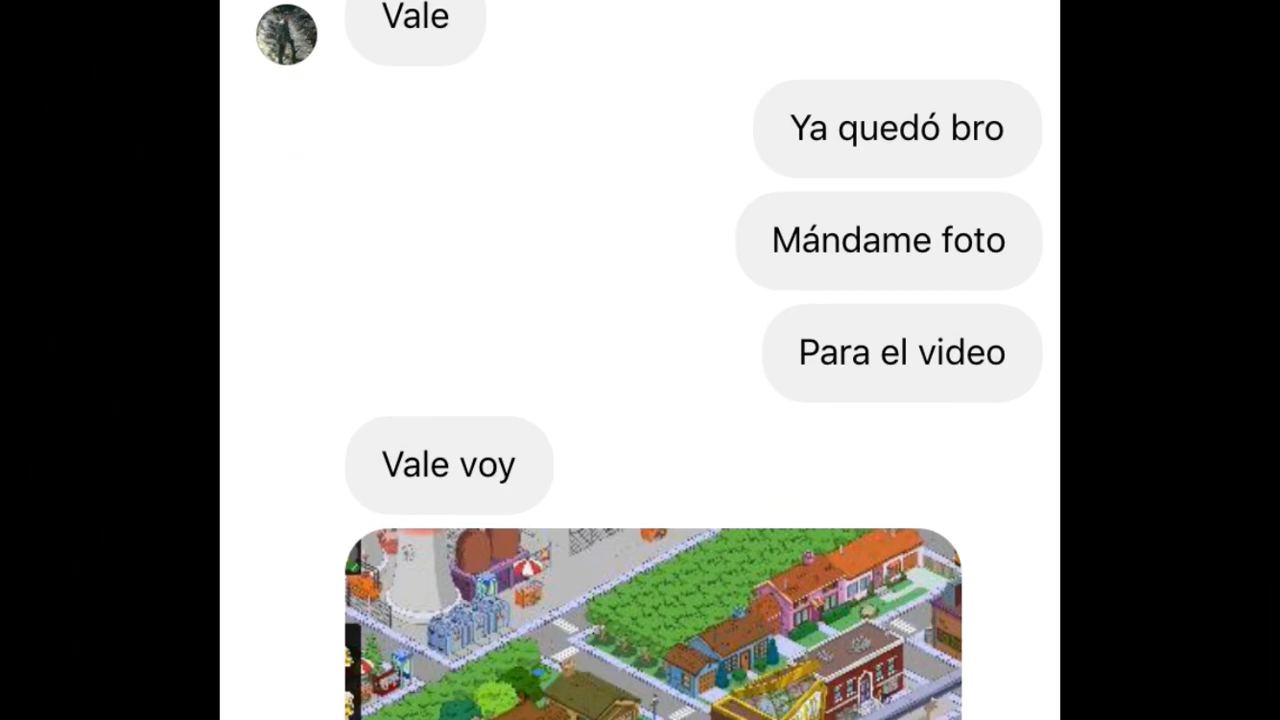 Vale
Ya quedó bro
Mándame foto
Para el video
Vale voy